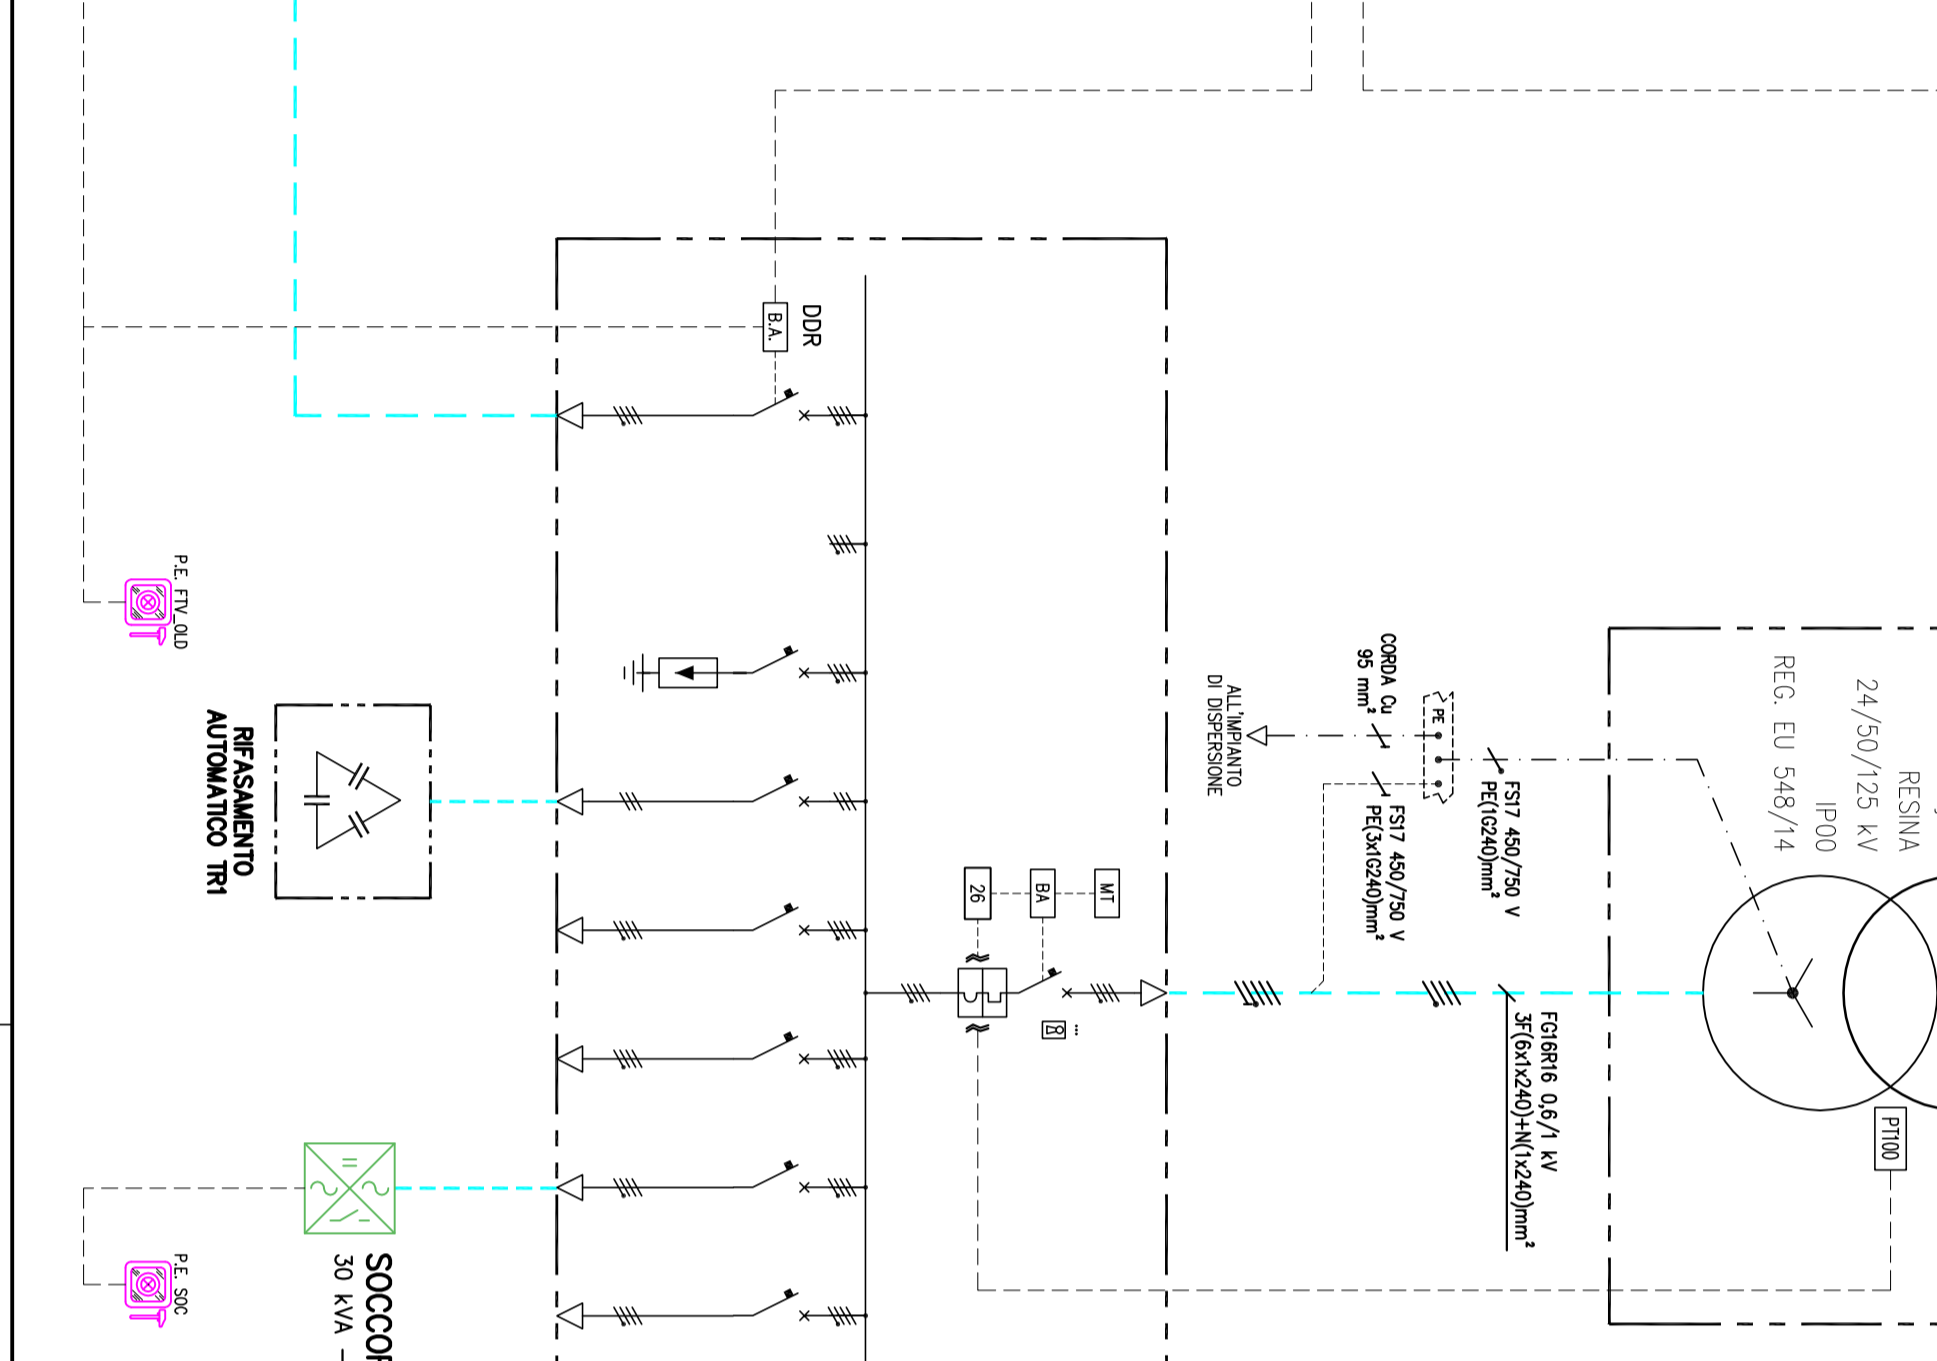 RESINA
24/50/125 kV
IP00
REG. EU 548/14
PT100
FS17 450/750 V
PE(1G240)mm²
FG16R16 0,6/1 kV
3F(6x1x240)+N(1x240)mm²
PE
CORDA Cu
95 mm²
FS17 450/750 V
PE(3x1G240)mm²
ALL'IMPIANTO
DI DISPERSIONE
MT
BA
26
...
DDR
B.A.
P.E. FTV_OLD
RIFASAMENTO
AUTOMATICO TR1
30 kVA -
P.E. SOC